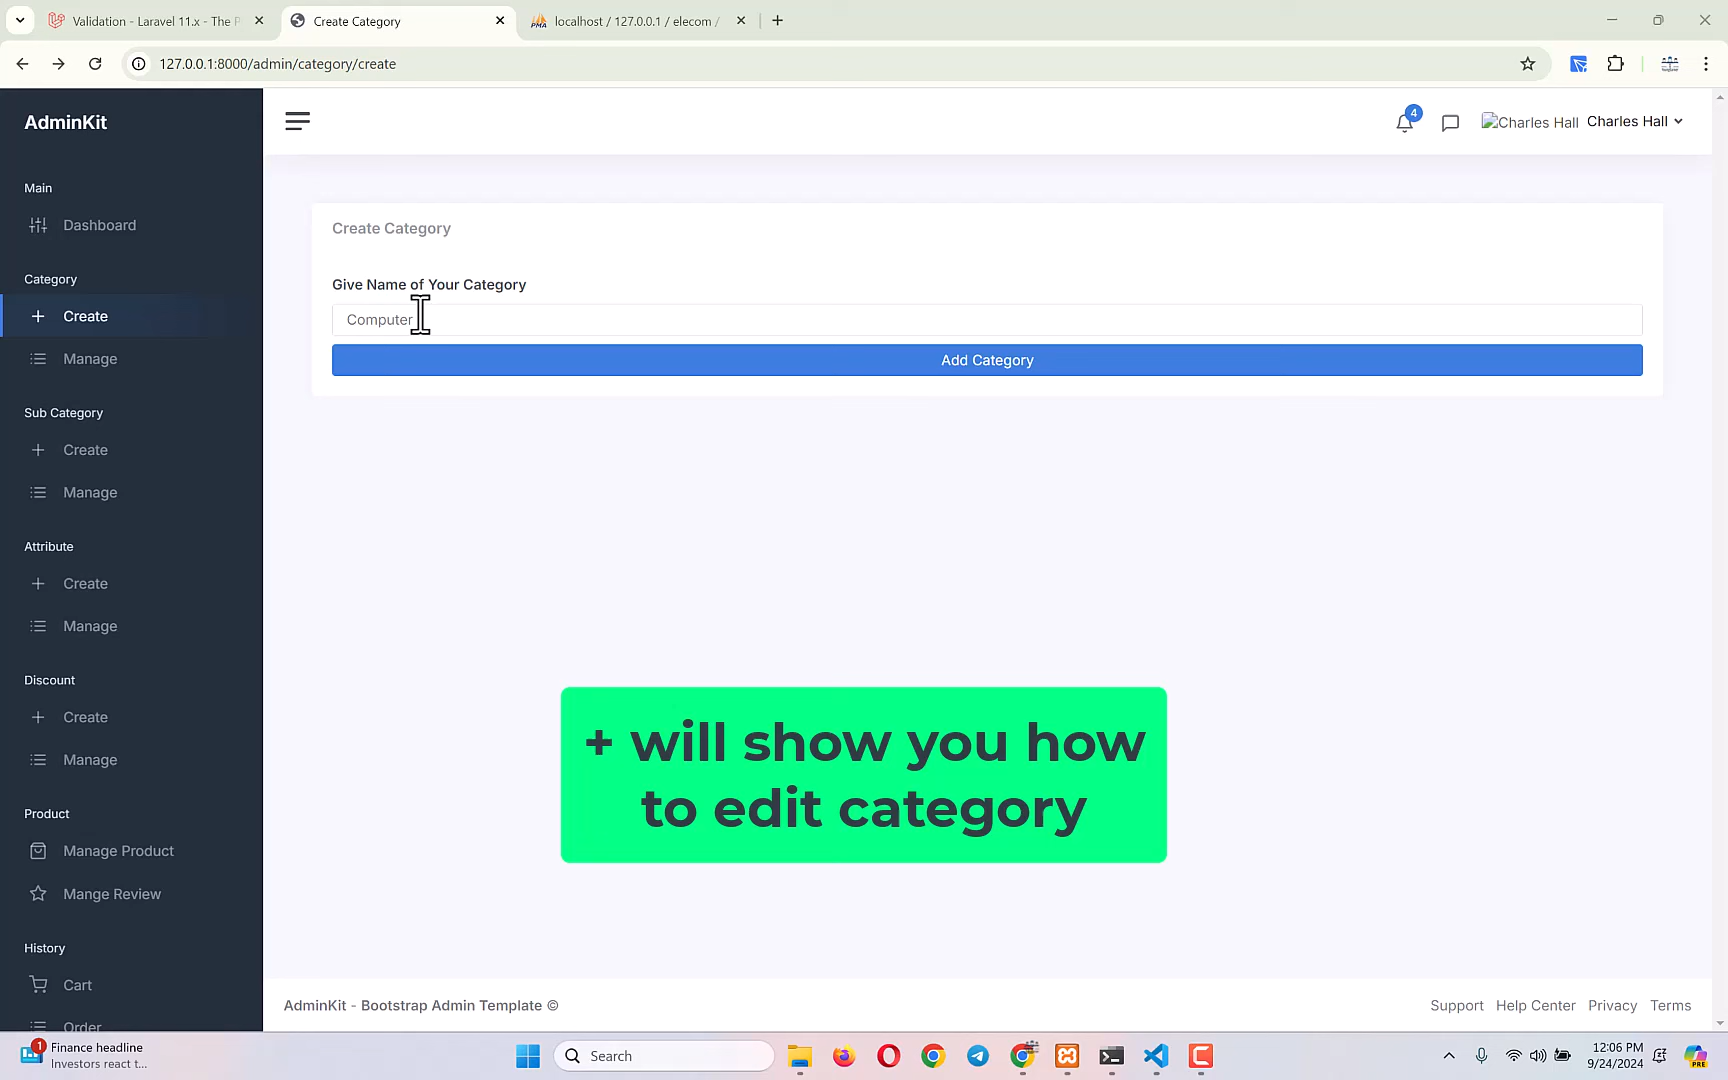 Validation - Laravel 11.x - The P
Create Category
localhost / 127.0.0.1 / elecom /
127.0.0.1:8000/admin/category/create
AdminKit
4
Charles Hall
Charles Hall
Main
Dashboard
Category
Create
Manage
Sub Category
Create
Manage
Attribute
Create
Manage
Discount
Create
Manage
Product
Manage Product
Mange Review
History
Cart
Order
Create Category
Give Name of Your Category
Computer
Add Category
+ will show you how
to edit category
AdminKit - Bootstrap Admin Template ©
Support Help Center Privacy Terms
1
Finance headline
Investors react t...
Search
12:06 PM
9/24/2024
PRE